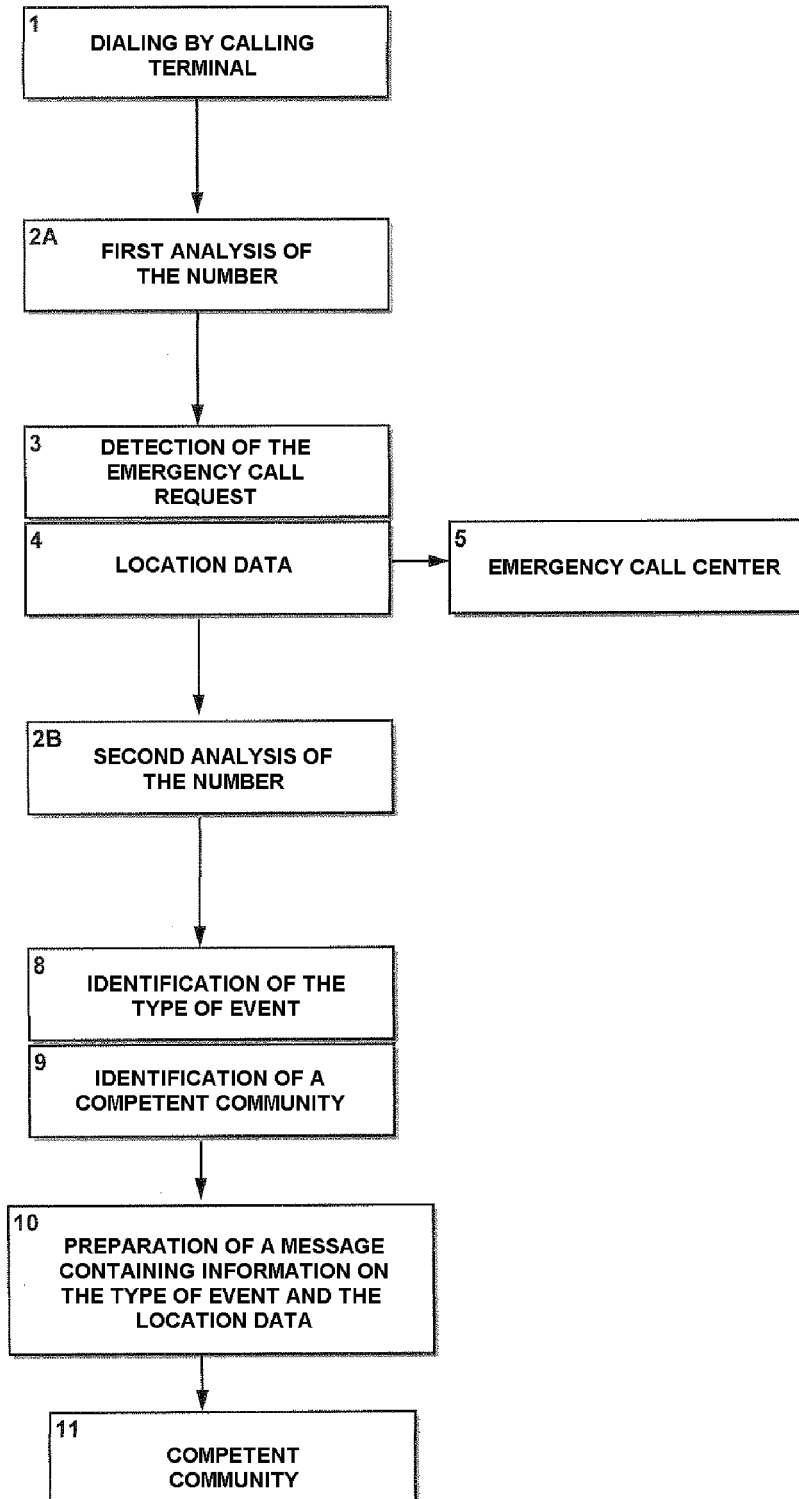 1
DIALING BY CALLING
TERMINAL
2A
FIRST ANALYSIS OF
THE NUMBER
3
DETECTION OF THE
EMERGENCY CALL
REQUEST
4
LOCATION DATA
5
EMERGENCY CALL CENTER
2B
SECOND ANALYSIS OF
THE NUMBER
8
IDENTIFICATION OF THE
TYPE OF EVENT
9
IDENTIFICATION OF A
COMPETENT COMMUNITY
10
PREPARATION OF A MESSAGE
CONTAINING INFORMATION ON
THE TYPE OF EVENT AND THE
LOCATION DATA
11
COMPETENT
COMMUNITY